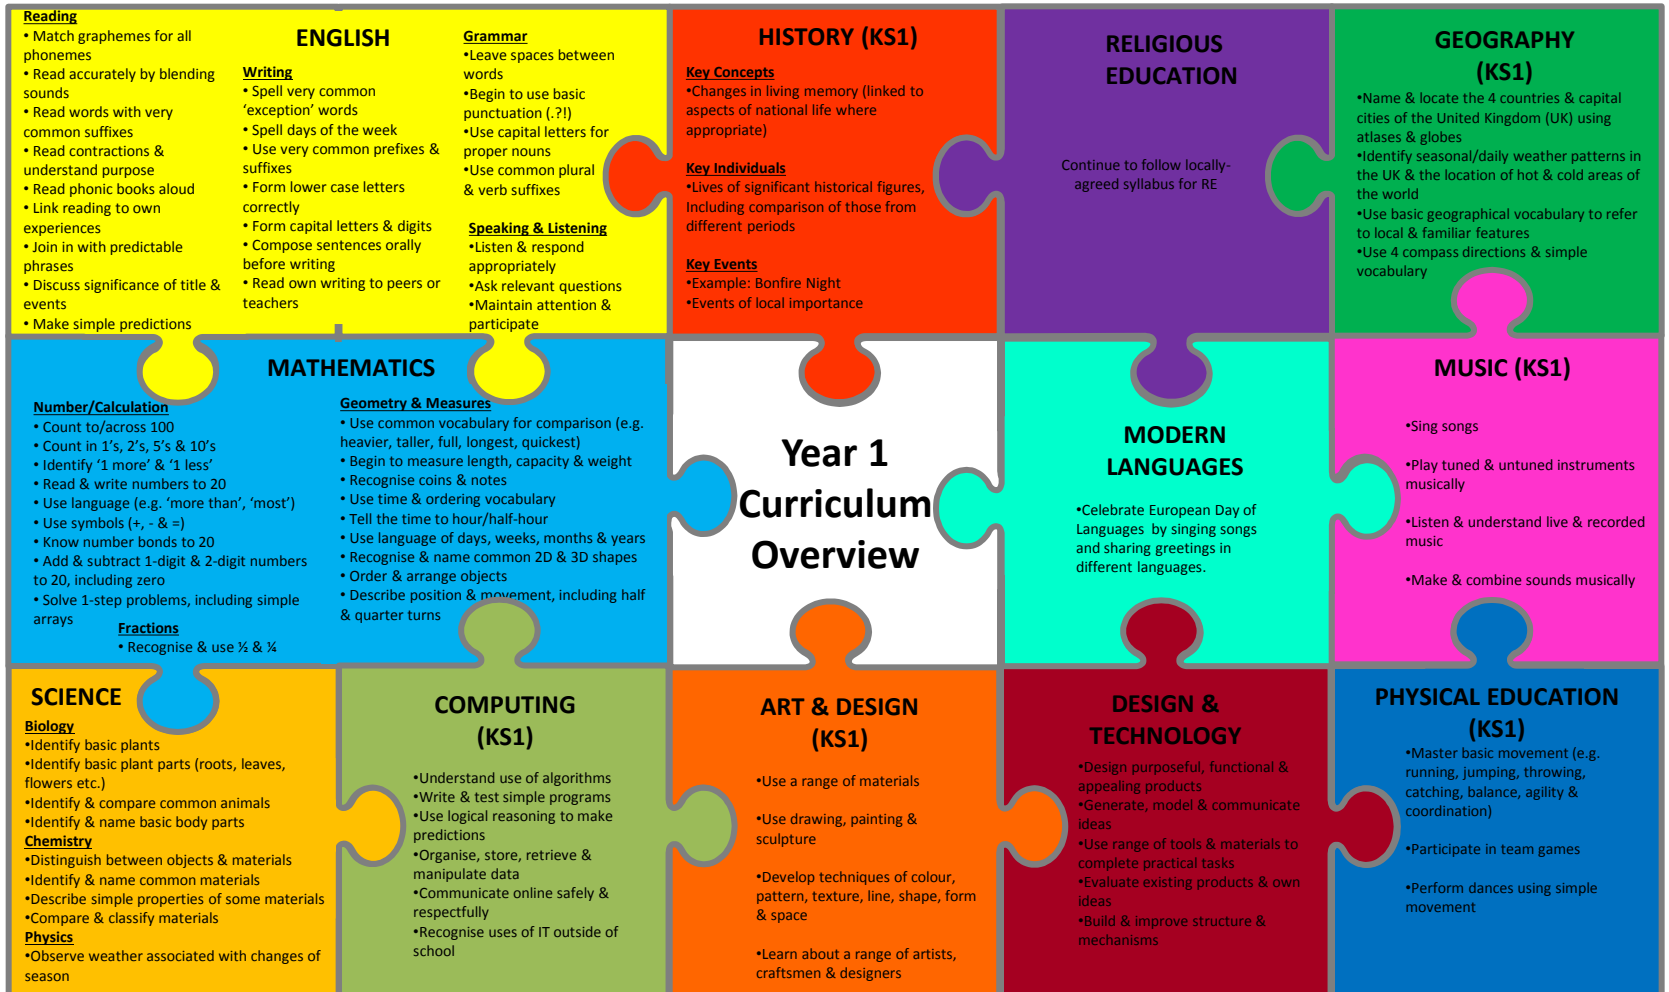 Reading
• Match graphemes for all
phonemes
• Read accurately by blending
sounds
• Read words with very
common suffixes
• Read contractions &
understand purpose
• Read phonic books aloud
• Link reading to own
experiences
• Join in with predictable
phrases
• Discuss significance of title &
events
• Make simple predictions
ENGLISH
Writing
• Spell very common
‘exception’ words
• Spell days of the week
• Use very common prefixes &
suffixes
• Form lower case letters
correctly
• Form capital letters & digits
• Compose sentences orally
before writing
• Read own writing to peers or
teachers
Grammar
•Leave spaces between
words
•Begin to use basic
punctuation (.?!)
•Use capital letters for
proper nouns
•Use common plural
& verb suffixes
Speaking & Listening
•Listen & respond
appropriately
•Ask relevant questions
•Maintain attention &
participate
HISTORY (KS1)
Key Concepts
•Changes in living memory (linked to
aspects of national life where
appropriate)
Key Individuals
•Lives of significant historical figures,
Including comparison of those from
different periods
Key Events
•Example: Bonfire Night
•Events of local importance
RELIGIOUS
EDUCATION
Continue to follow locally-
agreed syllabus for RE
GEOGRAPHY
(KS1)
•Name & locate the 4 countries & capital
cities of the United Kingdom (UK) using
atlases & globes
•Identify seasonal/daily weather patterns in
the UK & the location of hot & cold areas of
the world
•Use basic geographical vocabulary to refer
to local & familiar features
•Use 4 compass directions & simple
vocabulary
MATHEMATICS
Number/Calculation
• Count to/across 100
• Count in 1’s, 2’s, 5’s & 10’s
• Identify ‘1 more’ & ‘1 less’
• Read & write numbers to 20
• Use language (e.g. ‘more than’, ‘most’)
• Use symbols (+, - & =)
• Know number bonds to 20
• Add & subtract 1-digit & 2-digit numbers
to 20, including zero
• Solve 1-step problems, including simple
arrays
Fractions
• Recognise & use ½ & ¼
Geometry & Measures
• Use common vocabulary for comparison (e.g.
heavier, taller, full, longest, quickest)
• Begin to measure length, capacity & weight
• Recognise coins & notes
• Use time & ordering vocabulary
• Tell the time to hour/half-hour
• Use language of days, weeks, months & years
• Recognise & name common 2D & 3D shapes
• Order & arrange objects
• Describe position & movement, including half
& quarter turns
Year 1
Curriculum
Overview
MODERN
LANGUAGES
•Celebrate European Day of
Languages by singing songs
and sharing greetings in
different languages.
MUSIC (KS1)
•Sing songs
•Play tuned & untuned instruments
musically
•Listen & understand live & recorded
music
•Make & combine sounds musically
SCIENCE
Biology
•Identify basic plants
•Identify basic plant parts (roots, leaves,
flowers etc.)
•Identify & compare common animals
•Identify & name basic body parts
Chemistry
•Distinguish between objects & materials
•Identify & name common materials
•Describe simple properties of some materials
•Compare & classify materials
Physics
•Observe weather associated with changes of
season
COMPUTING
(KS1)
•Understand use of algorithms
•Write & test simple programs
•Use logical reasoning to make
predictions
•Organise, store, retrieve &
manipulate data
•Communicate online safely &
respectfully
•Recognise uses of IT outside of
school
ART & DESIGN
(KS1)
•Use a range of materials
•Use drawing, painting &
sculpture
•Develop techniques of colour,
pattern, texture, line, shape, form
& space
•Learn about a range of artists,
craftsmen & designers
DESIGN &
TECHNOLOGY
•Design purposeful, functional &
appealing products
•Generate, model & communicate
ideas
•Use range of tools & materials to
complete practical tasks
•Evaluate existing products & own
ideas
•Build & improve structure &
mechanisms
PHYSICAL EDUCATION
(KS1)
•Master basic movement (e.g.
running, jumping, throwing,
catching, balance, agility &
coordination)
•Participate in team games
•Perform dances using simple
movement